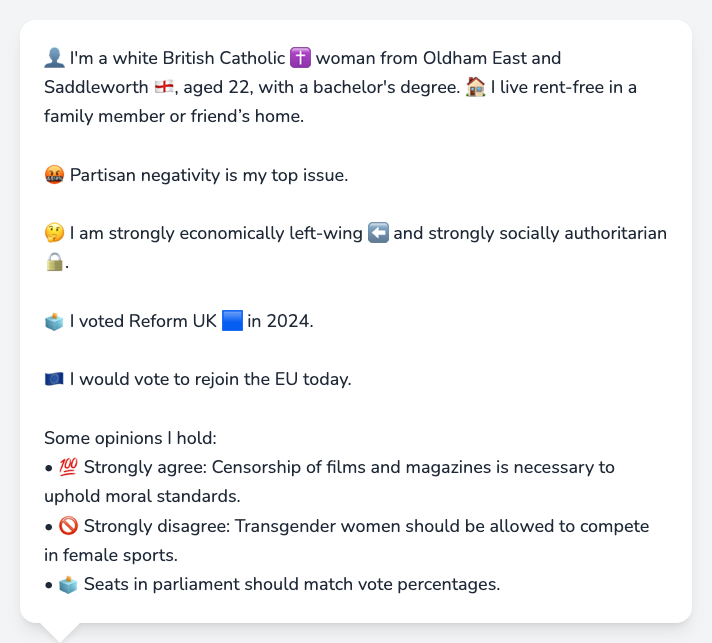 👤 I'm a white British Catholic ✝️ woman from Oldham East and
Saddleworth 🏴󠁧󠁢󠁥󠁮󠁧󠁿, aged 22, with a bachelor's degree. 🏠 I live rent-free in a
family member or friend’s home.
🤬 Partisan negativity is my top issue.
🤔 I am strongly economically left-wing ⬅️ and strongly socially authoritarian
🔒.
🗳️ I voted Reform UK 🟦 in 2024.
🇪🇺 I would vote to rejoin the EU today.
Some opinions I hold:
• 💯 Strongly agree: Censorship of films and magazines is necessary to
uphold moral standards.
• 🚫 Strongly disagree: Transgender women should be allowed to compete
in female sports.
• 🗳️ Seats in parliament should match vote percentages.